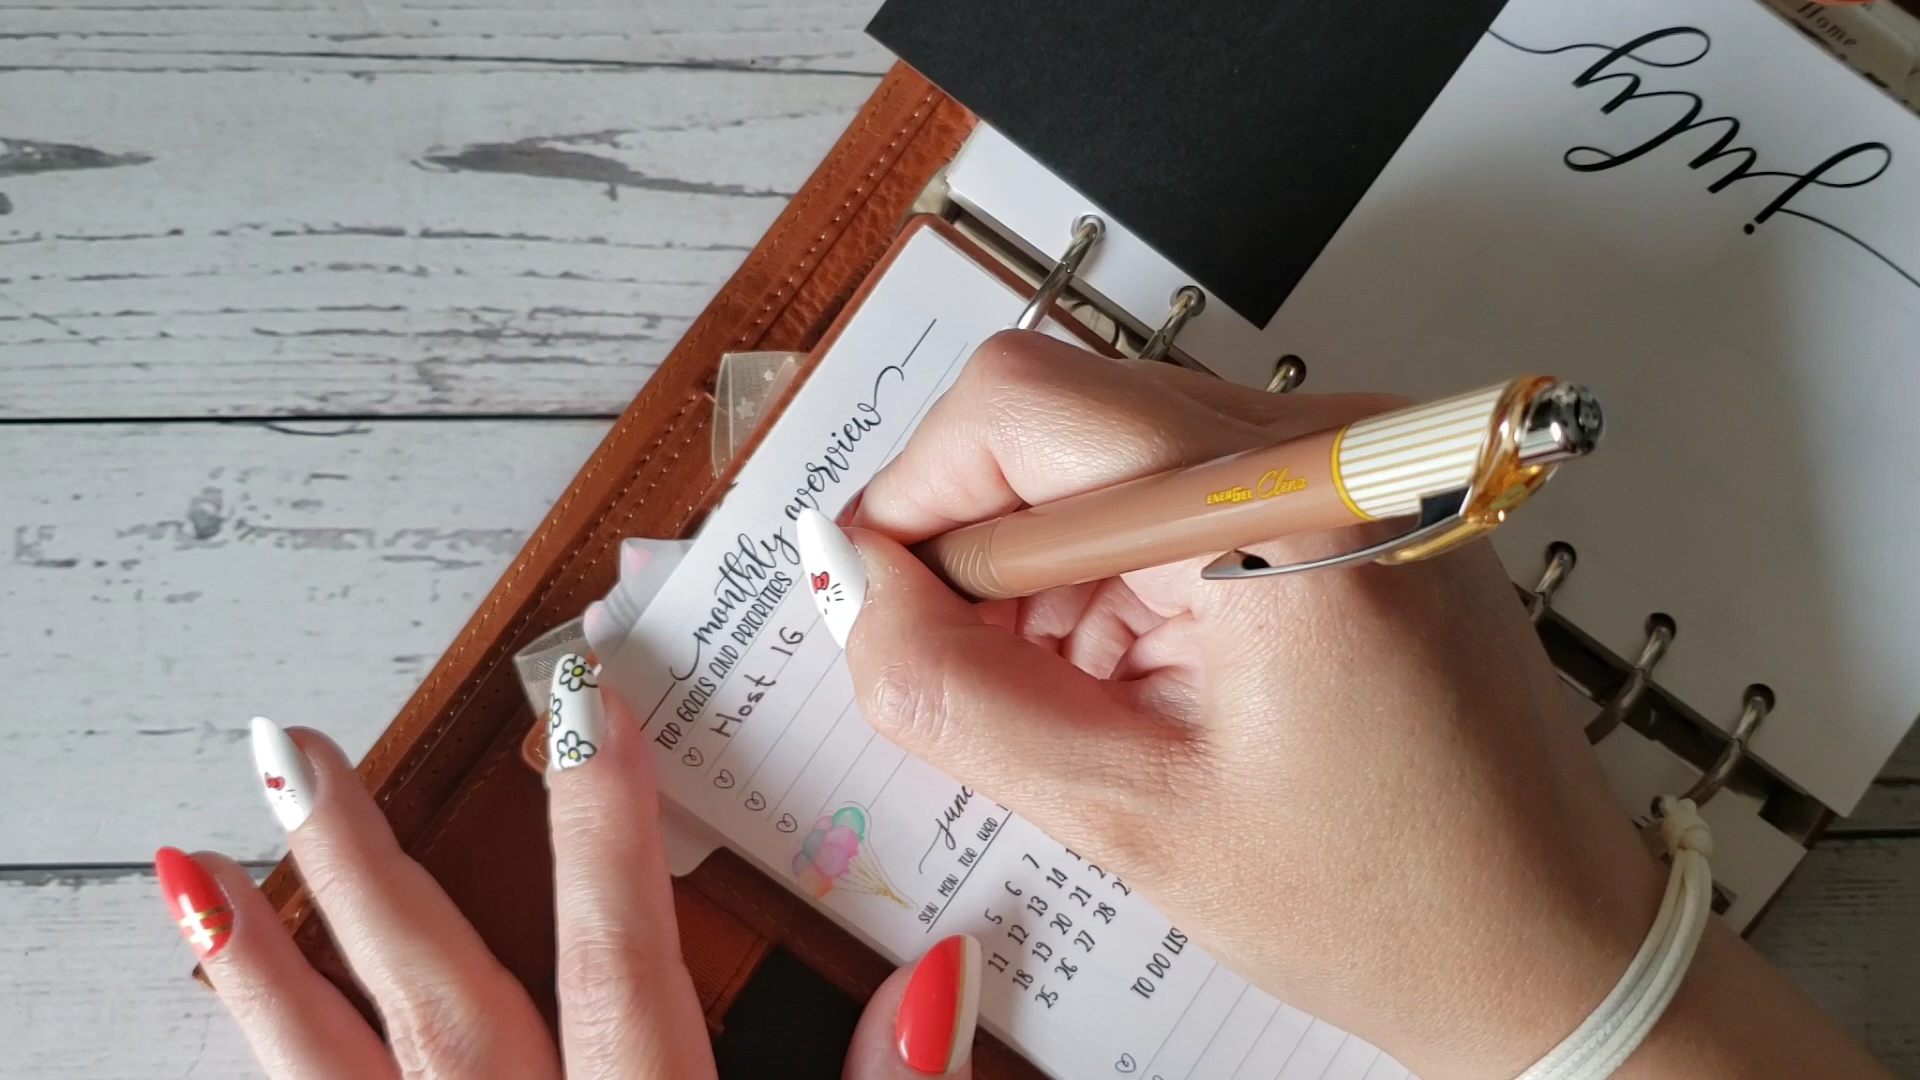 monthly overview
TOP GOALS AND PRIORITIES
Host IG
june
SUN MON TUE WED
5 6 7
11 12 13 14
18 19 20 21
25 26 27 28
TO DO LIS
ENERGEL Clena
july
Home